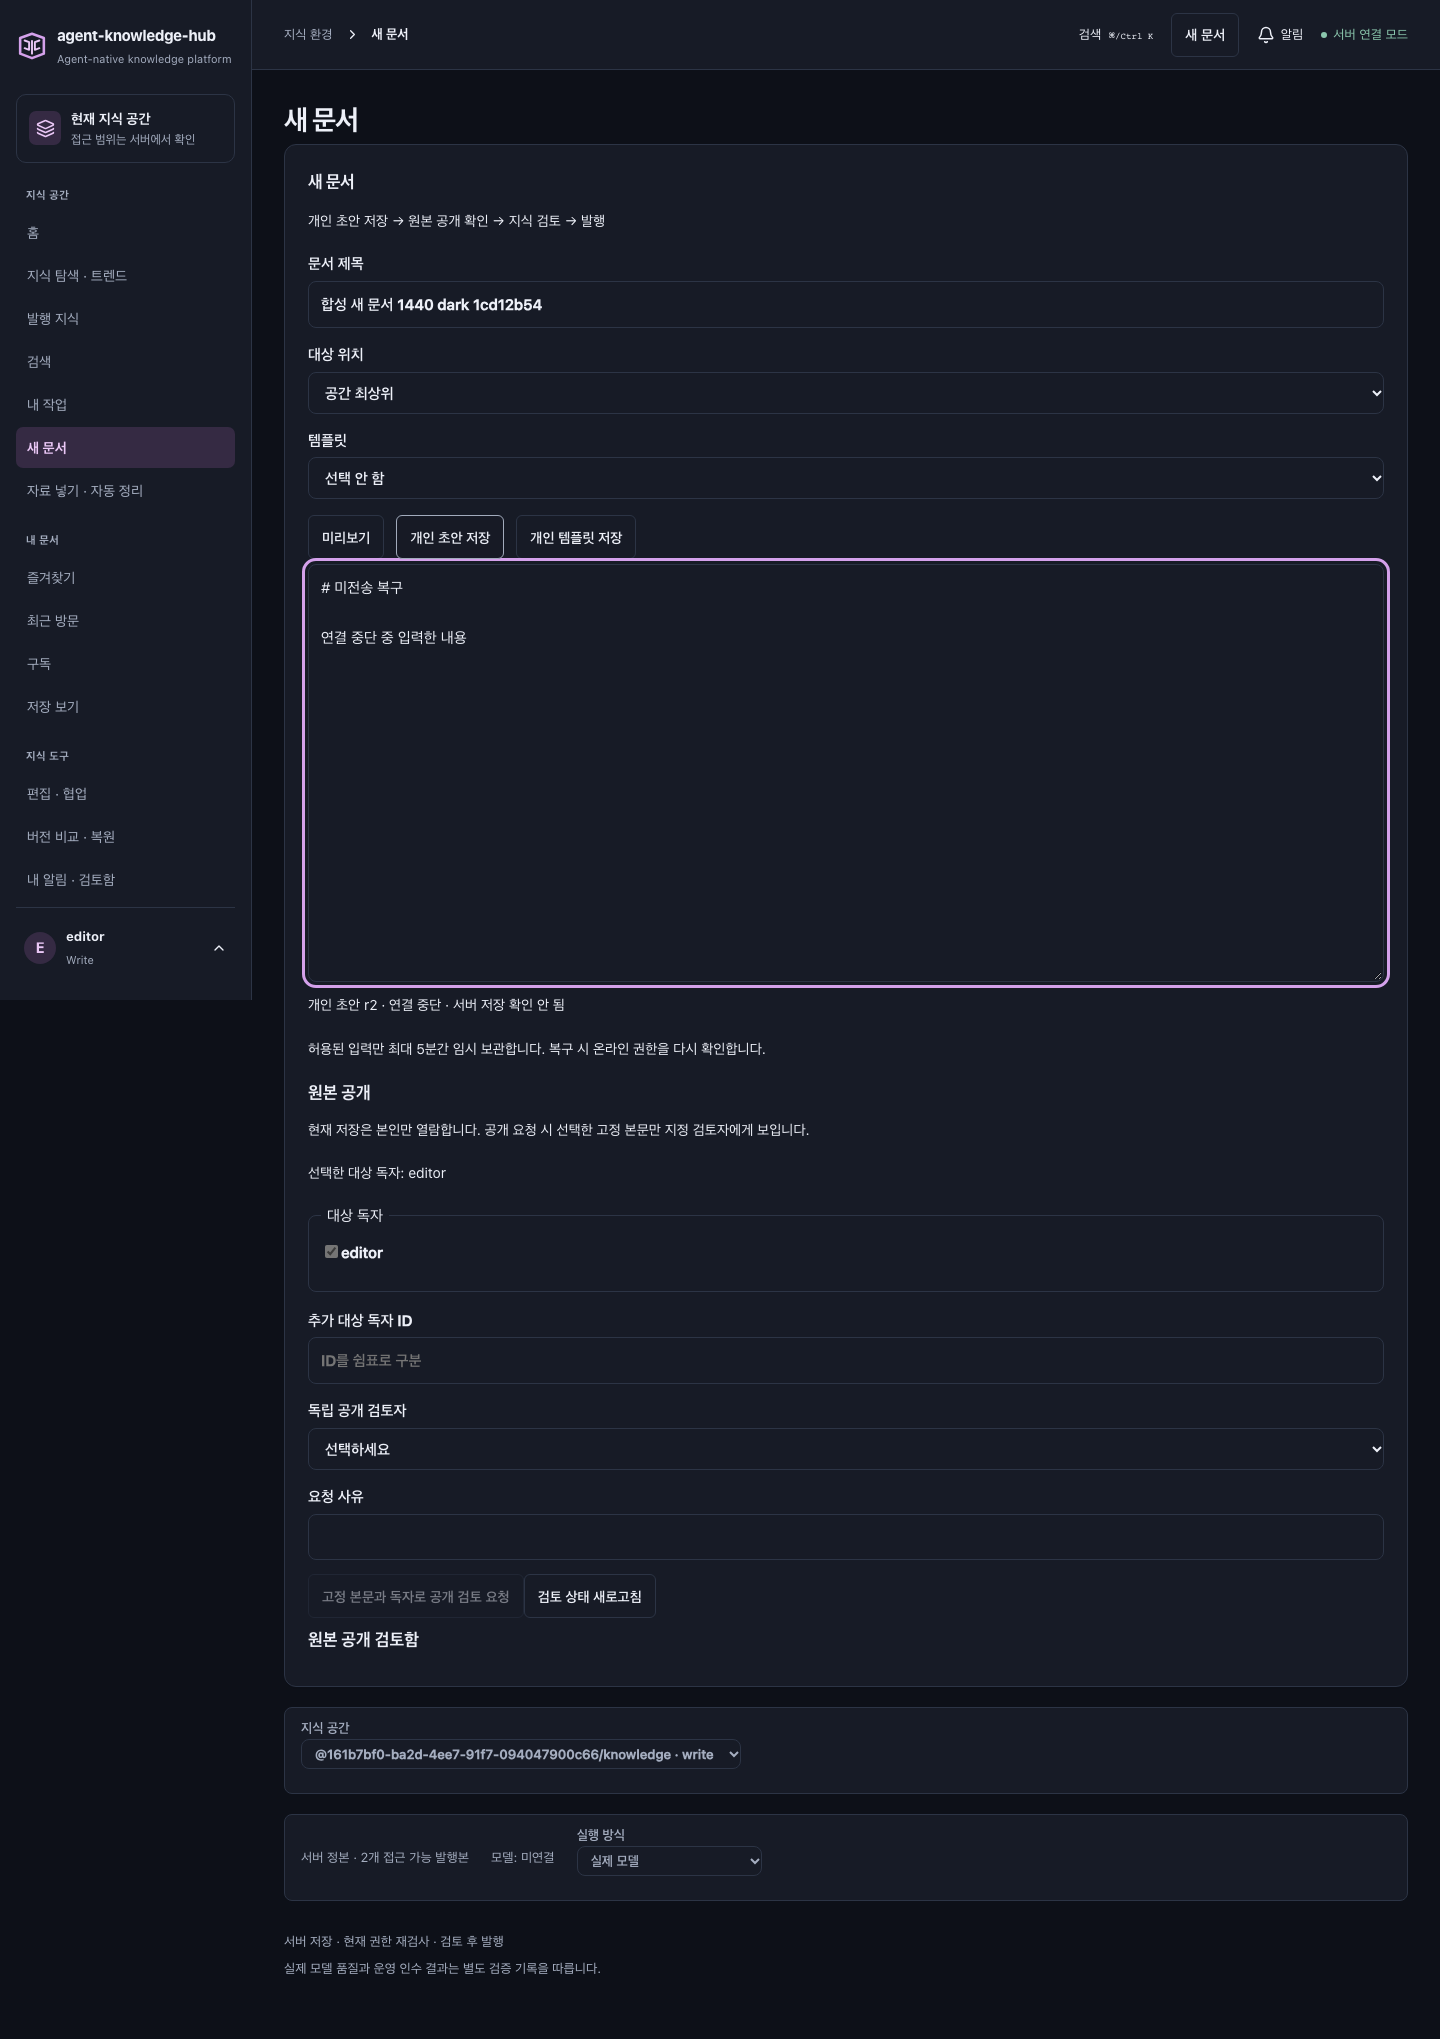 agent-knowledge-hub
Agent-native knowledge platform
현재 지식 공간
접근 범위는 서버에서 확인
지식 공간
홈
지식 탐색 · 트렌드
발행 지식
검색
내 작업
새 문서
자료 넣기 · 자동 정리
내 문서
즐겨찾기
최근 방문
구독
저장 보기
지식 도구
편집 · 협업
버전 비교 · 복원
내 알림 · 검토함
E
editor
Write
지식 환경 > 새 문서
검색 ⌘/Ctrl K
새 문서
알림
서버 연결 모드
새 문서
새 문서
개인 초안 저장 → 원본 공개 확인 → 지식 검토 → 발행
문서 제목
합성 새 문서 1440 dark 1cd12b54
대상 위치
공간 최상위
템플릿
선택 안 함
미리보기
개인 초안 저장
개인 템플릿 저장
# 미전송 복구
연결 중단 중 입력한 내용
개인 초안 r2 · 연결 중단 · 서버 저장 확인 안 됨
허용된 입력만 최대 5분간 임시 보관합니다. 복구 시 온라인 권한을 다시 확인합니다.
원본 공개
현재 저장은 본인만 열람합니다. 공개 요청 시 선택한 고정 본문만 지정 검토자에게 보입니다.
선택한 대상 독자: editor
대상 독자
editor
추가 대상 독자 ID
ID를 쉼표로 구분
독립 공개 검토자
선택하세요
요청 사유
고정 본문과 독자로 공개 검토 요청
검토 상태 새로고침
원본 공개 검토함
지식 공간
@161b7bf0-ba2d-4ee7-91f7-094047900c66/knowledge · write
서버 정본 · 2개 접근 가능 발행본
모델: 미연결
실행 방식
실제 모델
서버 저장 · 현재 권한 재검사 · 검토 후 발행
실제 모델 품질과 운영 인수 결과는 별도 검증 기록을 따릅니다.